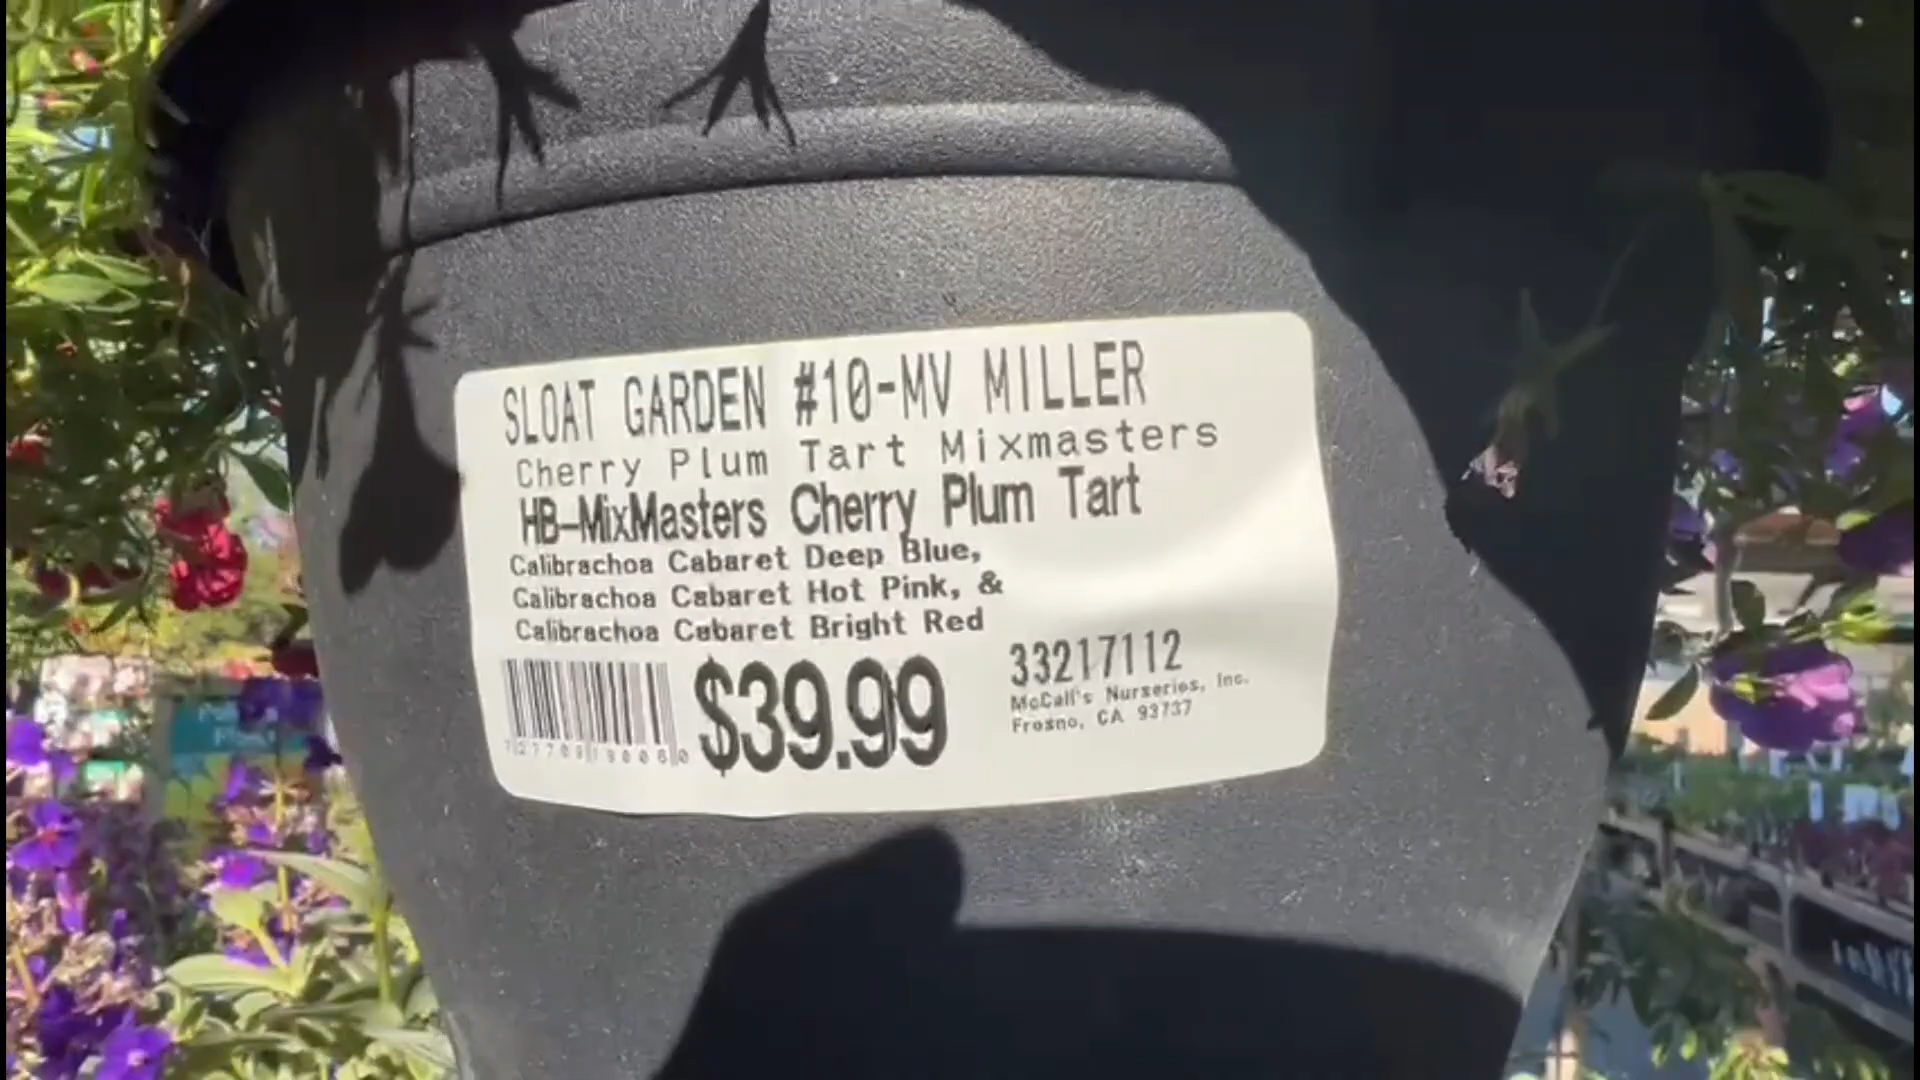 SLOAT GARDEN #10-MV MILLER
Cherry Plum Tart Mixmasters
HB-MixMasters Cherry Plum Tart
Calibrachoa Cabaret Deep Blue,
Calibrachoa Cabaret Hot Pink, &
Calibrachoa Cabaret Bright Red
$39.99
33217112
McCall's Nurseries, Inc.
Fresno, CA 93737